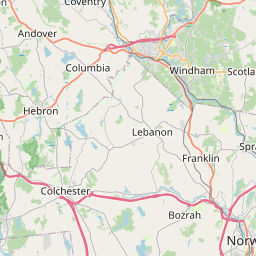 Coventry
Andover
Columbia
Windham
Scotla
Hebron
Lebanon
Franklin
Spra
Colchester
Bozrah
Norw